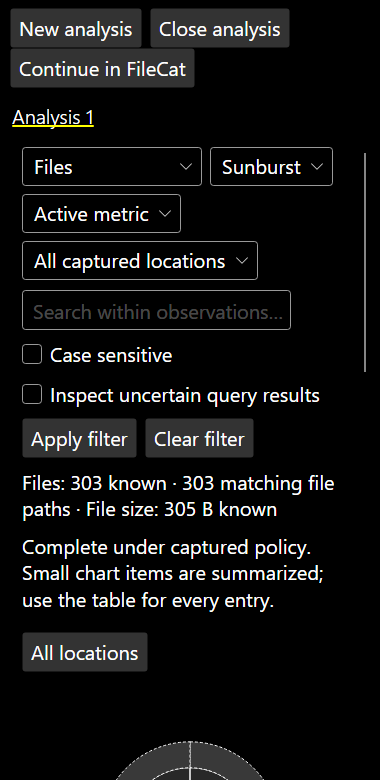 New analysis
Close analysis
Continue in FileCat
Analysis 1
Files
Sunburst
Active metric
All captured locations
Search within observations...
Case sensitive
Inspect uncertain query results
Apply filter
Clear filter
Files: 303 known · 303 matching file
paths · File size: 305 B known
Complete under captured policy.
Small chart items are summarized;
use the table for every entry.
All locations